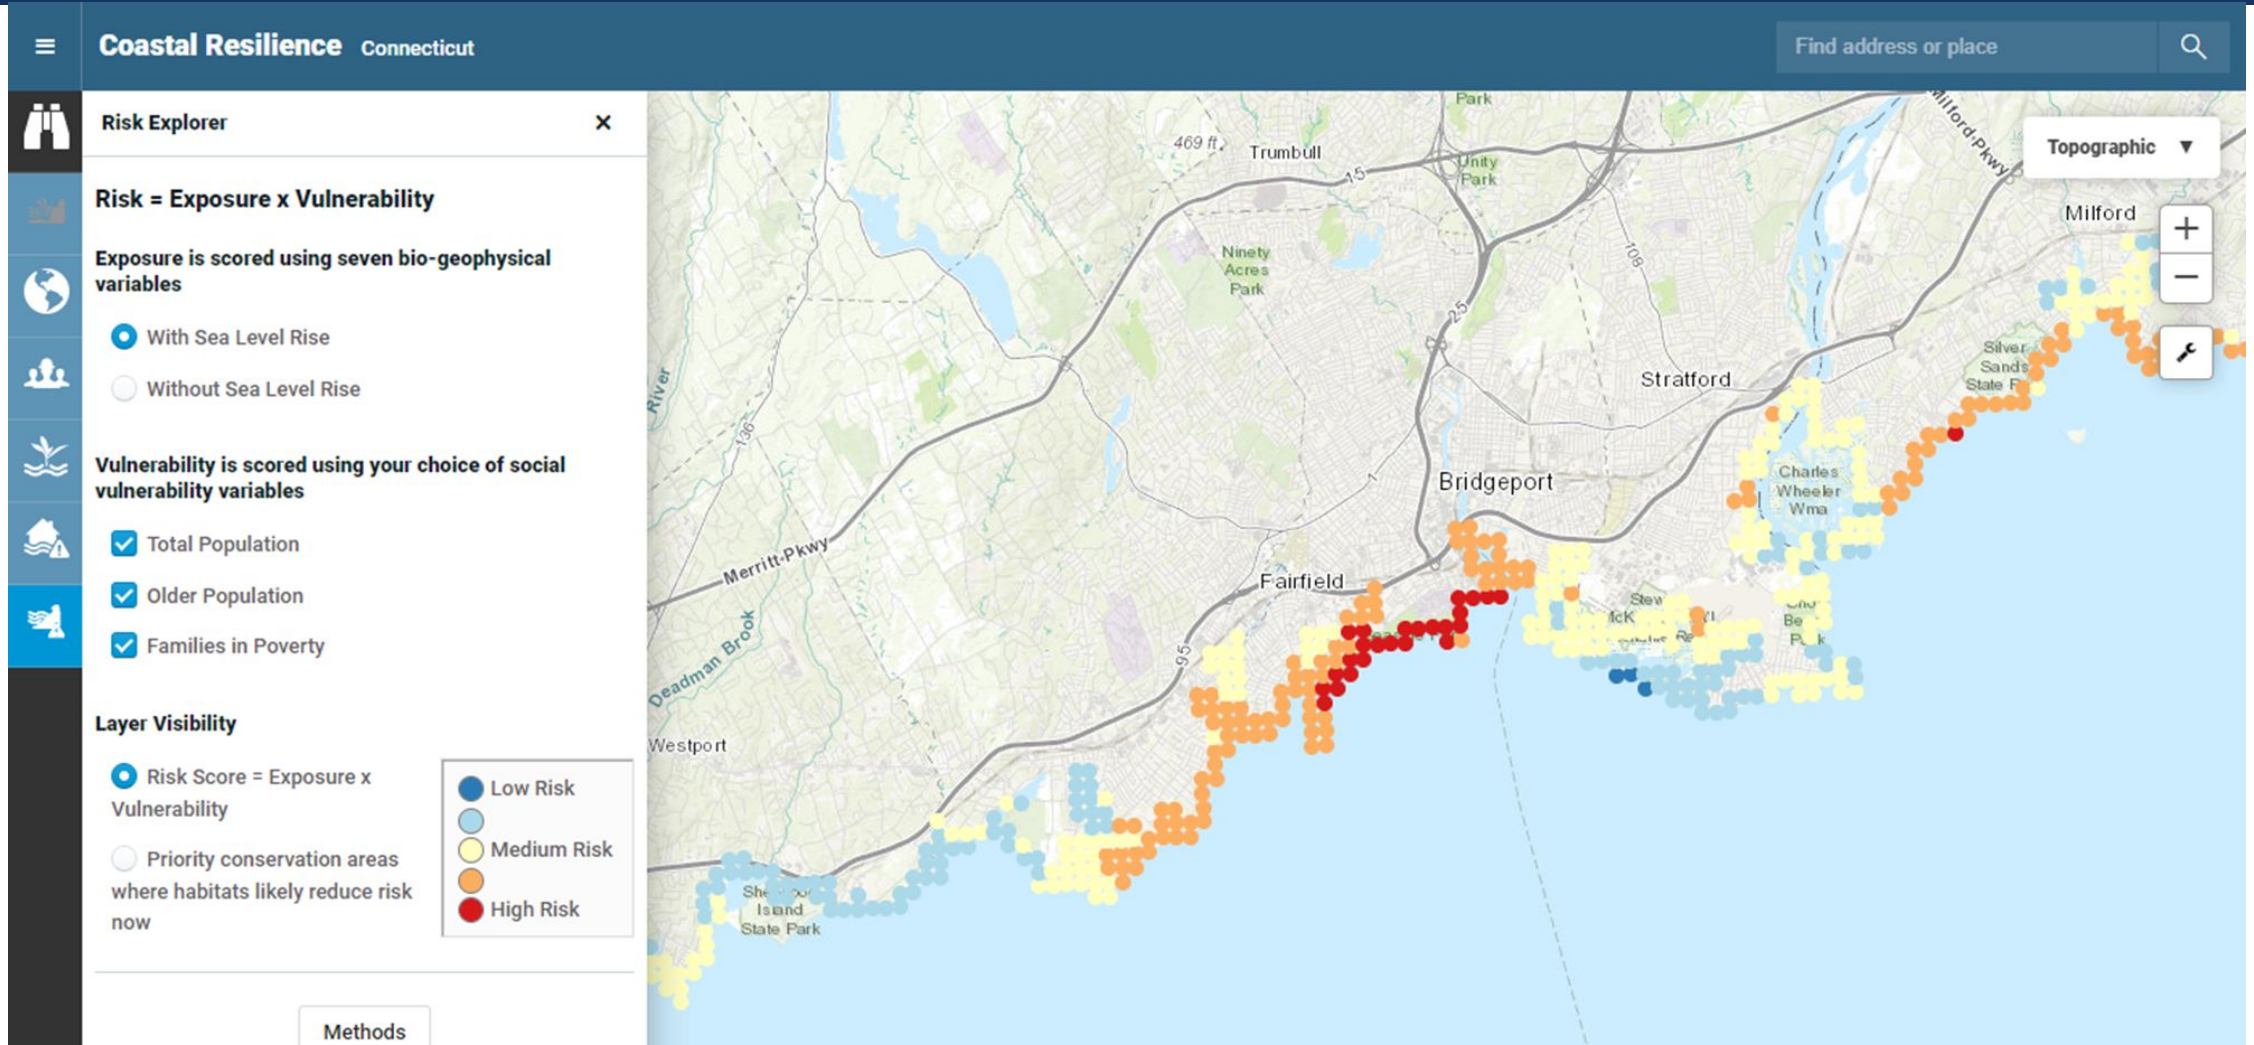 Coastal Resilience Connecticut
Find address or place
Risk Explorer
Risk = Exposure x Vulnerability
Exposure is scored using seven bio-geophysical
variables
With Sea Level Rise
Without Sea Level Rise
Vulnerability is scored using your choice of social
vulnerability variables
Total Population
Older Population
Families in Poverty
Layer Visibility
Risk Score = Exposure x
Vulnerability
Priority conservation areas
where habitats likely reduce risk
now
Low Risk
Medium Risk
High Risk
Methods
Topographic
Park
Milford-Pkwy
469 ft
Trumbull
Unity
Park
15
Milford
Ninety
Acres
Park
108
25
Silver
Sands
State
River
136
Stratford
Charles
Wheeler
Wma
Bridgeport
1
Merritt-Pkwy
Fairfield
95
Deadman Brook
Westport
Island
State Park